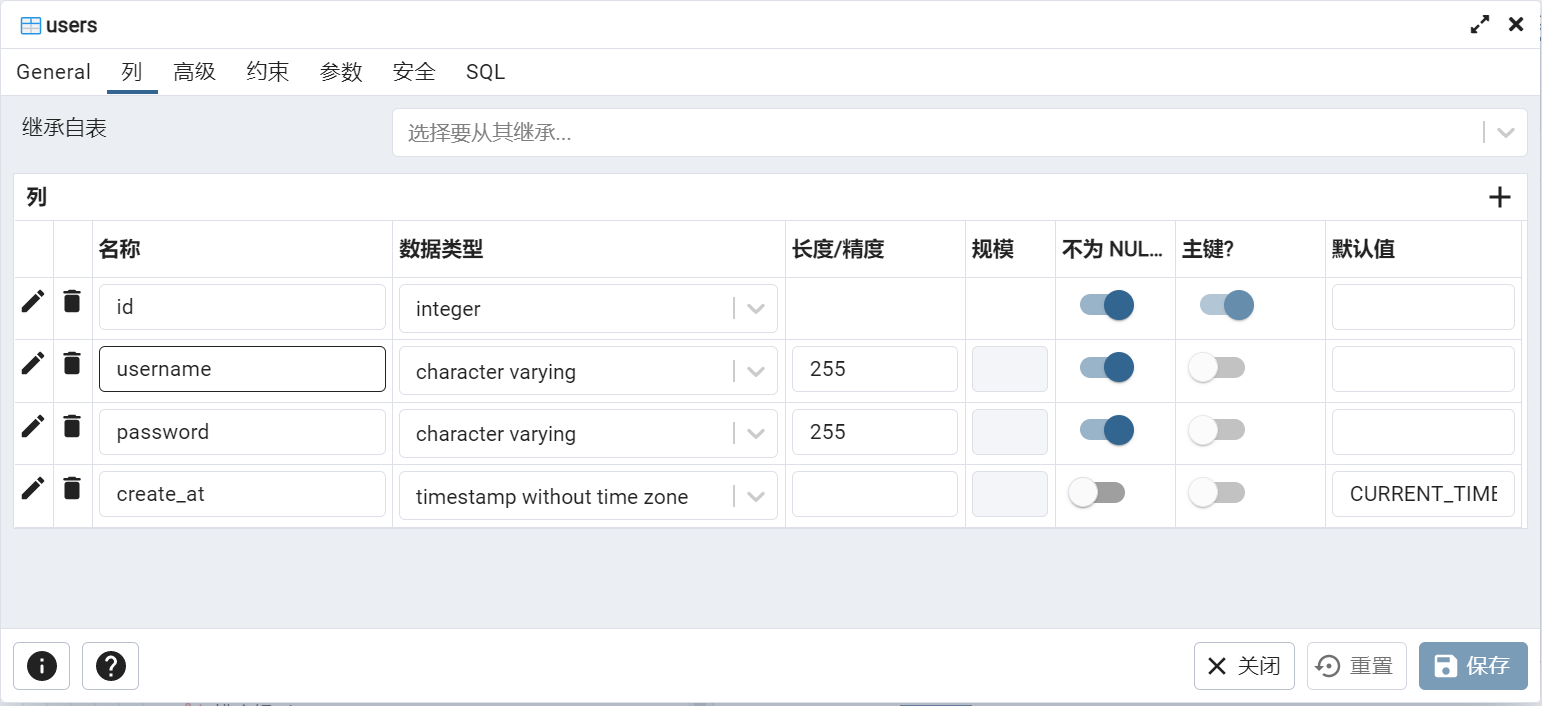 users
General 列 高级 约束 参数 安全 SQL
继承自表 选择要从其继承...
列
名称 数据类型 长度/精度 规模 不为 NUL... 主键? 默认值
id integer
username character varying 255
password character varying 255
create_at timestamp without time zone CURRENT_TIME
关闭 重置 保存